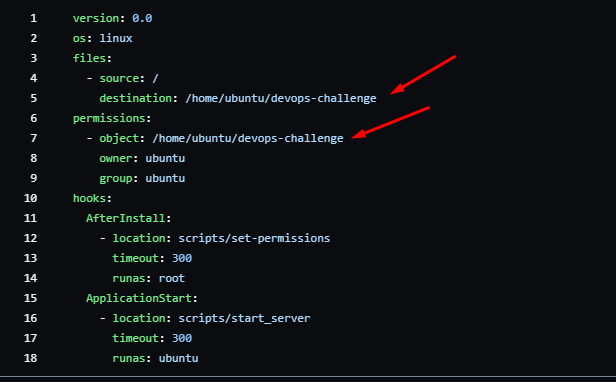 1 version: 0.0
2 os: linux
3 files:
4   - source: /
5     destination: /home/ubuntu/devops-challenge
6 permissions:
7   - object: /home/ubuntu/devops-challenge
8     owner: ubuntu
9     group: ubuntu
10 hooks:
11   AfterInstall:
12     - location: scripts/set-permissions
13       timeout: 300
14       runas: root
15   ApplicationStart:
16     - location: scripts/start_server
17       timeout: 300
18       runas: ubuntu